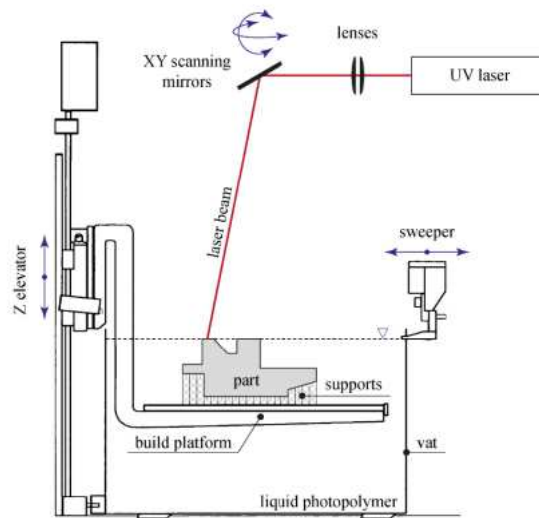 lenses
XY scanning
mirrors
UV laser
laser beam
sweeper
Z elevator
part
supports
build platform
vat
liquid photopolymer